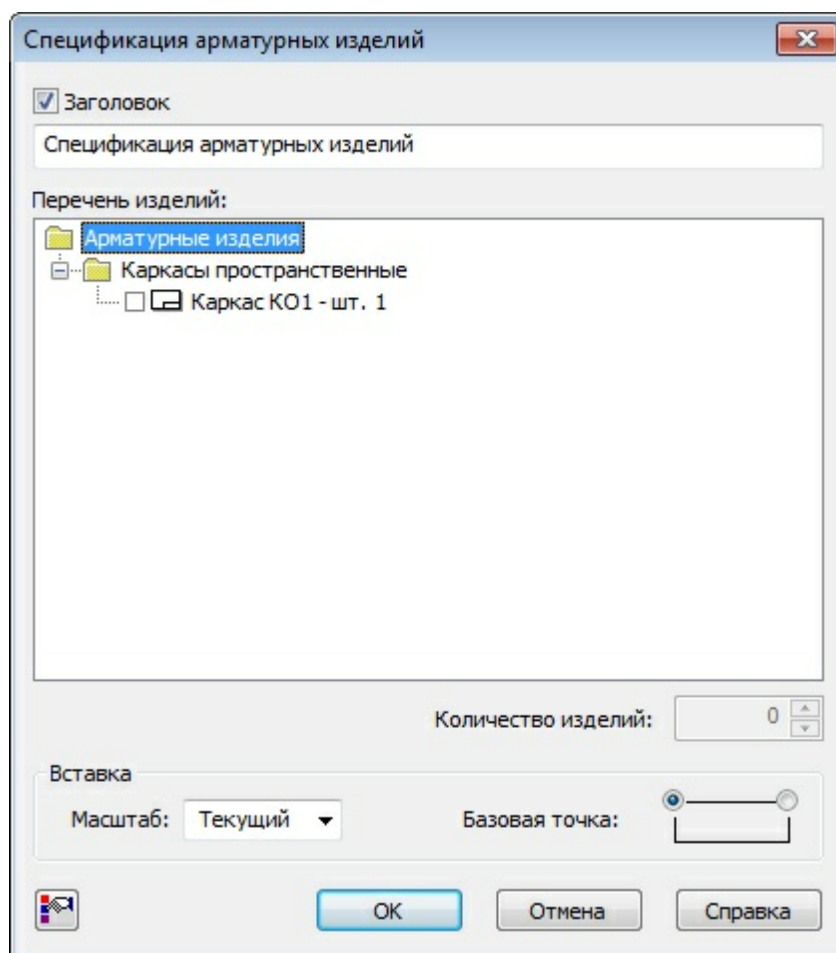 Спецификация арматурных изделий
Заголовок
Спецификация арматурных изделий
Перечень изделий:
Арматурные изделия
Каркасы пространственные
Каркас КО1 - шт. 1
Количество изделий: 0
Вставка
Масштаб: Текущий Базовая точка:
OK Отмена Справка